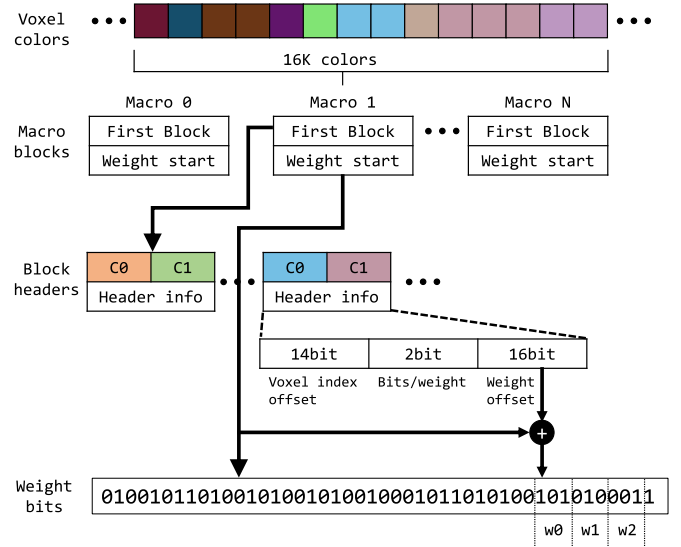 Voxel
colors
16K colors
Macro 0
Macro 1
Macro N
Macro
blocks
First Block
First Block
First Block
Weight start
Weight start
Weight start
Block
headers
C0
C1
C0
C1
Header info
Header info
14bit
2bit
16bit
Voxel index
offset
Bits/weight
Weight
offset
+
Weight
bits
0100101101001010010100100010110101001010100011
w0
w1
w2